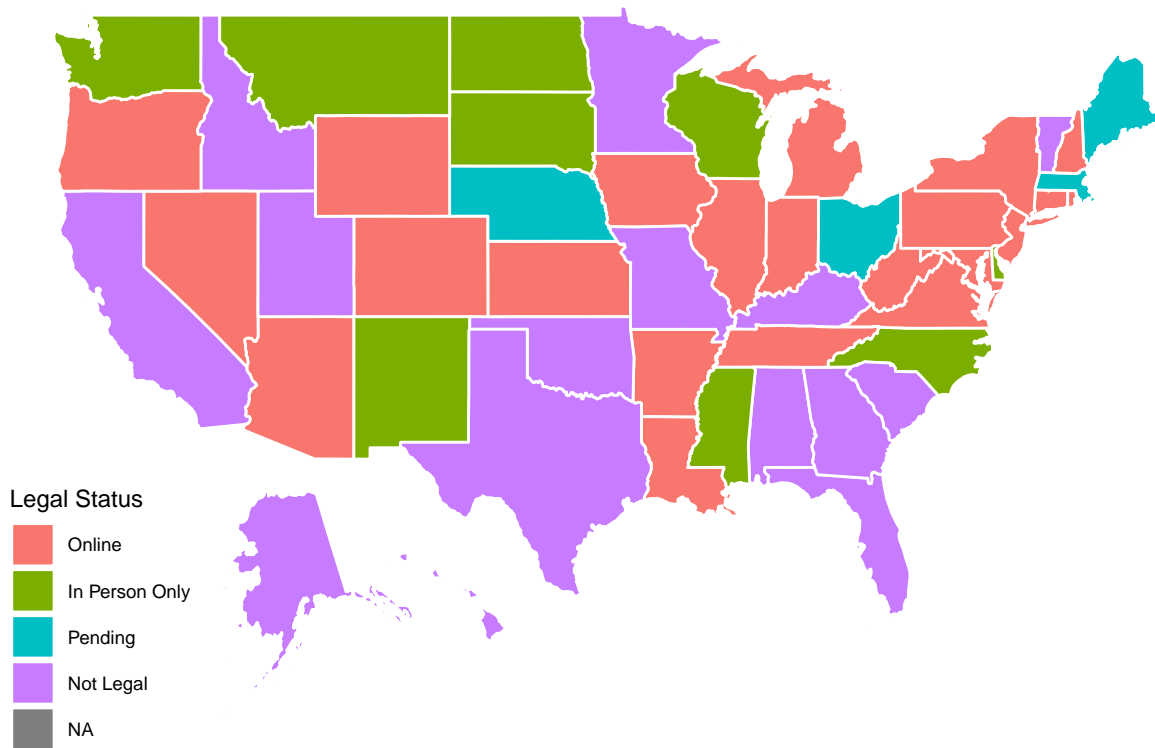 Legal Status
Online
In Person Only
Pending
Not Legal
NA